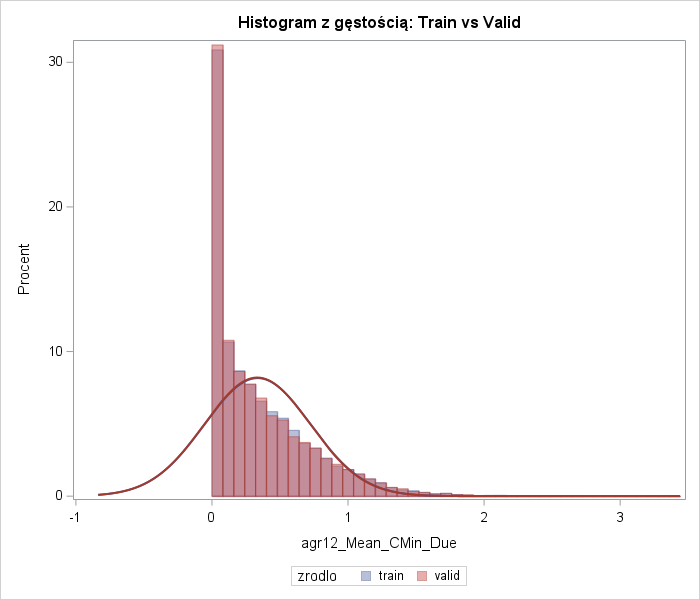 Histogram z gęstością: Train vs Valid
30
20
10
0
Procent
-1 0 1 2 3
agr12_Mean_CMin_Due
zrodlo train valid